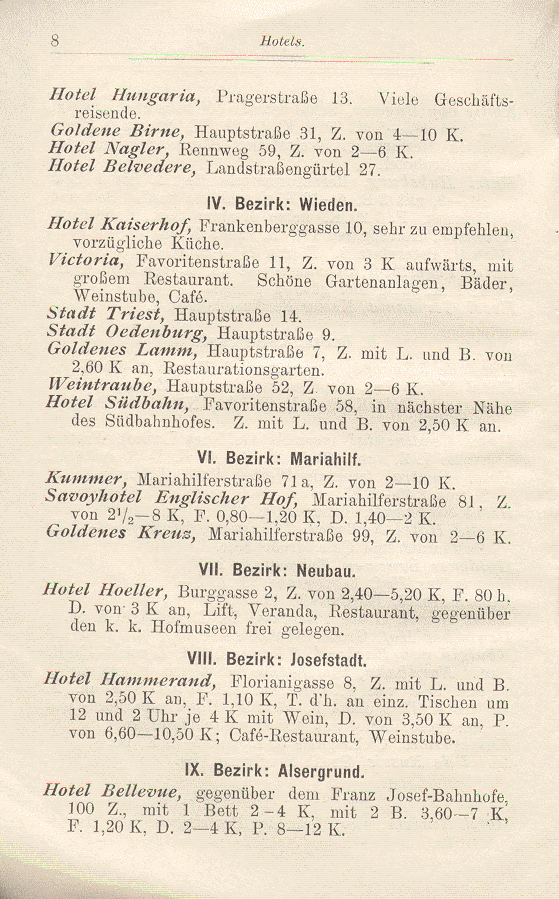 8
Hotels.
Hotel Hungaria, Pragerstraße 13. Viele Geschäfts-
reisende.
Goldene Birne, Hauptstraße 31, Z. von 4—10 K.
Hotel Nagler, Rennweg 59, Z. von 2—6 K.
Hotel Belvedere, Landstraßengürtel 27.
IV. Bezirk: Wieden.
Hotel Kaiserhof, Frankenberggasse 10, sehr zu empfehlen,
vorzügliche Küche.
Victoria, Favoritenstraße 11, Z. von 3 K aufwärts, mit
großem Restaurant. Schöne Gartenanlagen, Bäder,
Weinstube, Café.
Stadt Triest, Hauptstraße 14.
Stadt Oedenburg, Hauptstraße 9.
Goldenes Lamm, Hauptstraße 7, Z. mit L. und B. von
2,60 K an, Restaurationsgarten.
Weintraube, Hauptstraße 52, Z. von 2—6 K.
Hotel Südbahn, Favoritenstraße 58, in nächster Nähe
des Südbahnhofes. Z. mit L. und B. von 2,50 K an.
VI. Bezirk: Mariahilf.
Kummer, Mariahilferstraße 71a, Z. von 2—10 K.
Savoyhotel Englischer Hof, Mariahilferstraße 81, Z.
von 2¹/₂—8 K, F. 0,80—1,20 K, D. 1,40—2 K.
Goldenes Kreuz, Mariahilferstraße 99, Z. von 2—6 K.
VII. Bezirk: Neubau.
Hotel Hoeller, Burggasse 2, Z. von 2,40—5,20 K, F. 80 h,
D. von 3 K an, Lift, Veranda, Restaurant, gegenüber
den k. k. Hofmuseen frei gelegen.
VIII. Bezirk: Josefstadt.
Hotel Hammerand, Florianigasse 8, Z. mit L. und B.
von 2,50 K an, F. 1,10 K, T. d'h. an einz. Tischen um
12 und 2 Uhr je 4 K mit Wein, D. von 3,50 K an, P.
von 6,60—10,50 K; Café-Restaurant, Weinstube.
IX. Bezirk: Alsergrund.
Hotel Bellevue, gegenüber dem Franz Josef-Bahnhofe,
100 Z., mit 1 Bett 2—4 K, mit 2 B. 3,60—7 K,
F. 1,20 K, D. 2—4 K, P. 8—12 K.